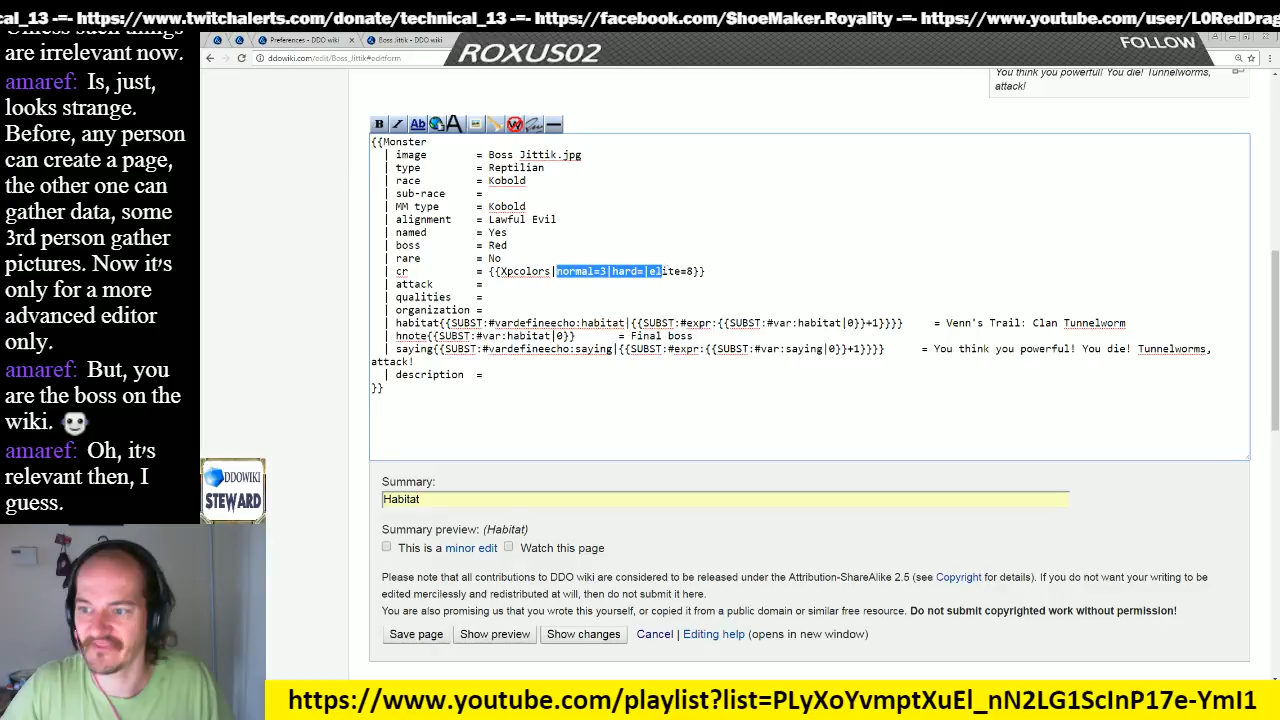 cal_13 -=- https://www.twitchalerts.com/donate/technical_13 -=- https://facebook.com/ShoeMaker.Royality -=- https://www.youtube.com/user/L0RedDrag
are irrelevant now.
amaref: Is, just,
looks strange.
Before, any person
can create a page,
the other one can
gather data, some
3rd person gather
pictures. Now it's
only for a more
advanced editor
only.
amaref: But, you
are the boss on the
wiki.
amaref: Oh, it's
relevant then, I
guess.
Preferences - DDO wiki
Boss Jittik - DDO wiki
ROXUS02
FOLLOW
ddowiki.com/edit/Boss_Jittik#editform
You think you powerful! You die! Tunnelworms,
attack!
B I Ab A W
{{Monster
| image = Boss Jittik.jpg
| type = Reptilian
| race = Kobold
| sub-race =
| MM type = Kobold
| alignment = Lawful Evil
| named = Yes
| boss = Red
| rare = No
| cr = {{Xpcolors|normal=3|hard=|elite=8}}
| attack =
| qualities =
| organization =
| habitat{{SUBST:#vardefineecho:habitat|{{SUBST:#expr:{{SUBST:#var:habitat|0}}+1}}}} = Venn's Trail: Clan Tunnelworm
| hnote{{SUBST:#var:habitat|0}} = Final boss
| saying{{SUBST:#vardefineecho:saying|{{SUBST:#expr:{{SUBST:#var:saying|0}}+1}}}} = You think you powerful! You die! Tunnelworms,
attack!
| description =
}}
Summary:
Habitat
Summary preview: (Habitat)
This is a minor edit Watch this page
Please note that all contributions to DDO wiki are considered to be released under the Attribution-ShareAlike 2.5 (see Copyright for details). If you do not want your writing to be
edited mercilessly and redistributed at will, then do not submit it here.
You are also promising us that you wrote this yourself, or copied it from a public domain or similar free resource. Do not submit copyrighted work without permission!
Save page Show preview Show changes Cancel | Editing help (opens in new window)
DDOWIKI
STEWARD
https://www.youtube.com/playlist?list=PLyXoYvmptXuEl_nN2LG1ScInP17e-YmI1